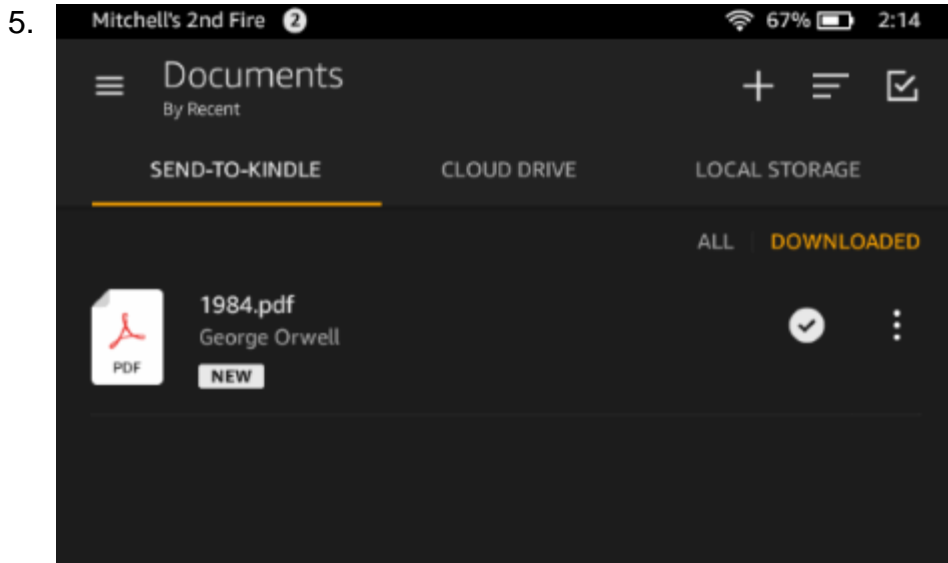 5.
Mitchell's 2nd Fire 2 67% 2:14
Documents
By Recent
SEND-TO-KINDLE CLOUD DRIVE LOCAL STORAGE
ALL DOWNLOADED
1984.pdf
George Orwell
PDF
NEW